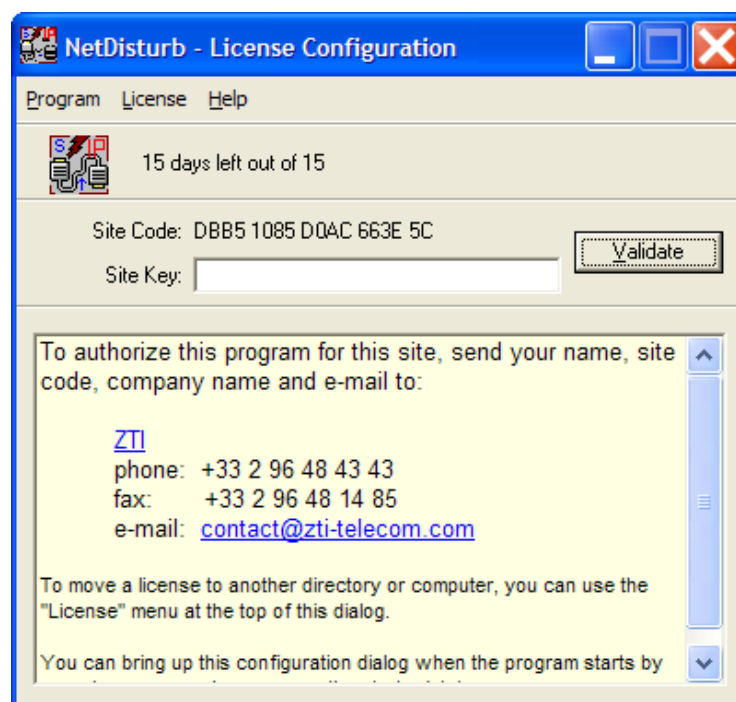 NetDisturb - License Configuration
Program License Help
15 days left out of 15
Site Code: DBB5 1085 D0AC 663E 5C
Validate
Site Key:
To authorize this program for this site, send your name, site
code, company name and e-mail to:
ZTI
phone: +33 2 96 48 43 43
fax: +33 2 96 48 14 85
e-mail: contact@zti-telecom.com
To move a license to another directory or computer, you can use the
"License" menu at the top of this dialog.
You can bring up this configuration dialog when the program starts by